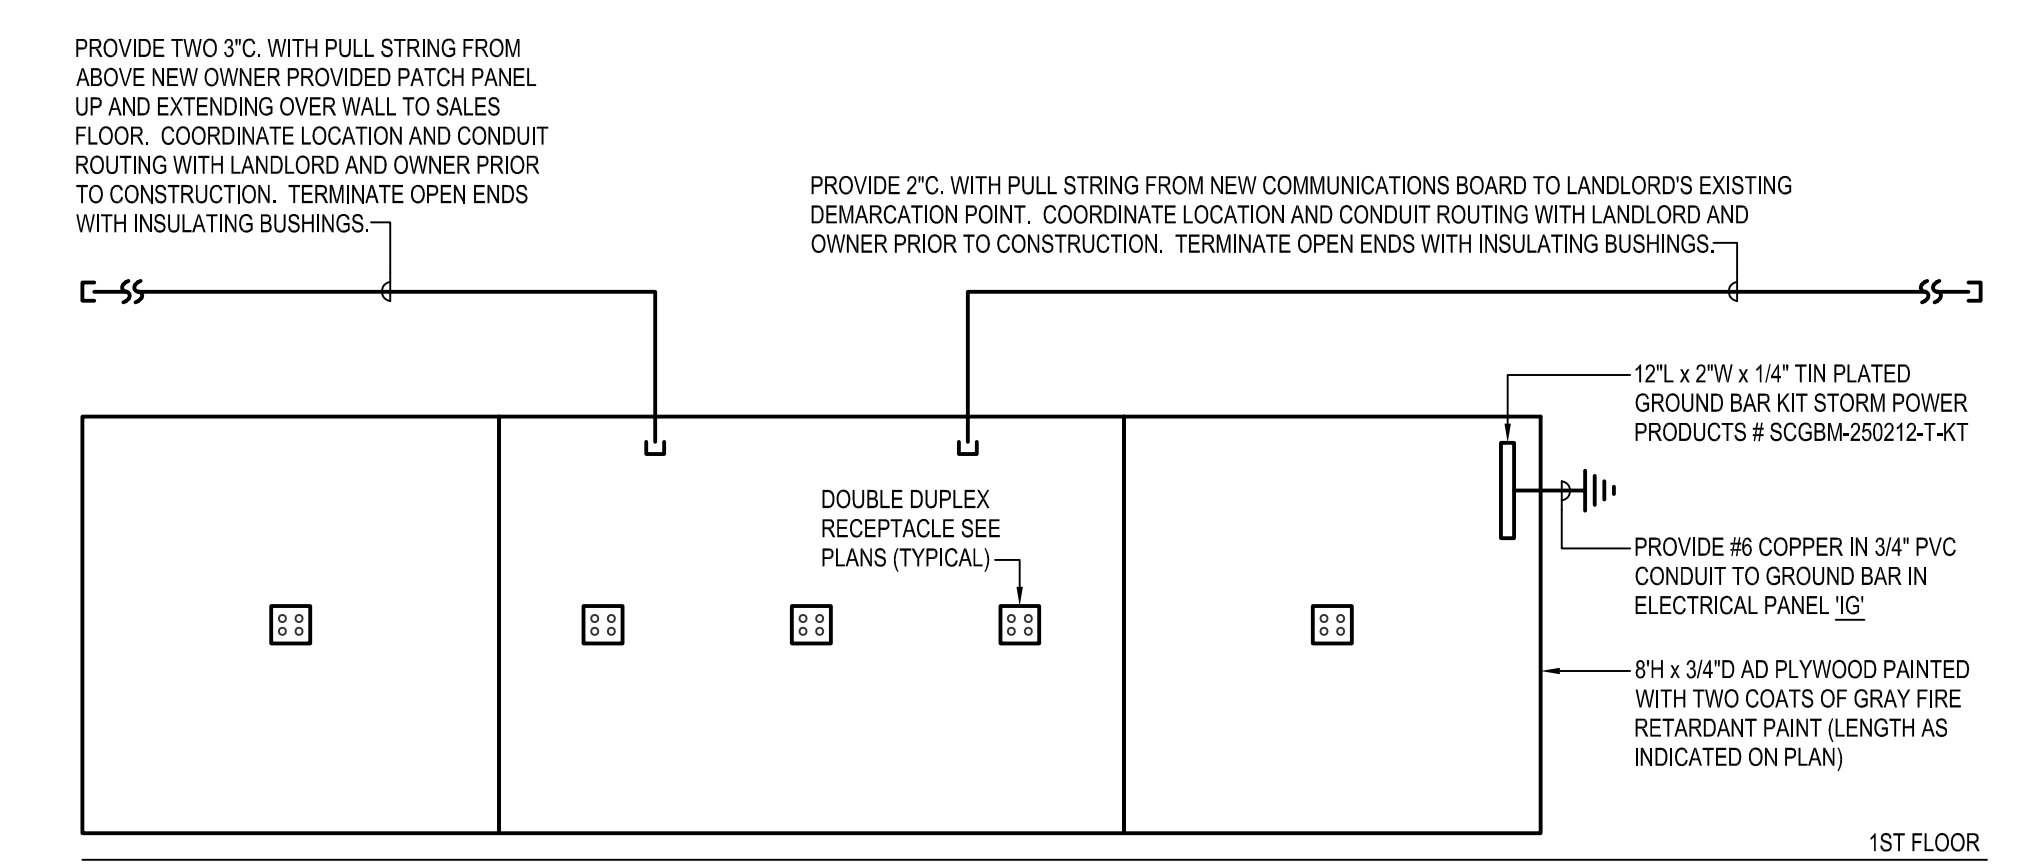 PROVIDE TWO 3"C. WITH PULL STRING FROM
ABOVE NEW OWNER PROVIDED PATCH PANEL
UP AND EXTENDING OVER WALL TO SALES
FLOOR. COORDINATE LOCATION AND CONDUIT
ROUTING WITH LANDLORD AND OWNER PRIOR
TO CONSTRUCTION. TERMINATE OPEN ENDS
WITH INSULATING BUSHINGS.
PROVIDE 2"C. WITH PULL STRING FROM NEW COMMUNICATIONS BOARD TO LANDLORD'S EXISTING
DEMARCATION POINT. COORDINATE LOCATION AND CONDUIT ROUTING WITH LANDLORD AND
OWNER PRIOR TO CONSTRUCTION. TERMINATE OPEN ENDS WITH INSULATING BUSHINGS.
12"L x 2"W x 1/4" TIN PLATED
GROUND BAR KIT STORM POWER
PRODUCTS # SCGBM-250212-T-KT
DOUBLE DUPLEX
RECEPTACLE SEE
PLANS (TYPICAL)
PROVIDE #6 COPPER IN 3/4" PVC
CONDUIT TO GROUND BAR IN
ELECTRICAL PANEL 'IG'
8'H x 3/4"D AD PLYWOOD PAINTED
WITH TWO COATS OF GRAY FIRE
RETARDANT PAINT (LENGTH AS
INDICATED ON PLAN)
1ST FLOOR